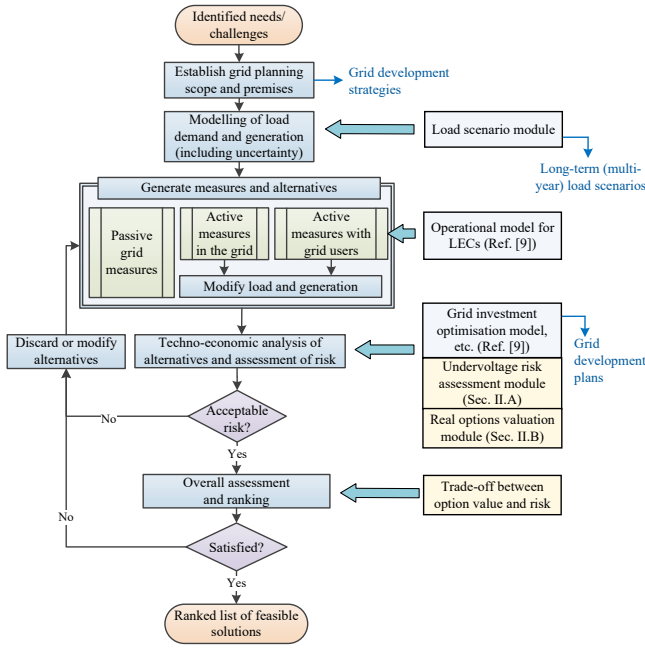 Identified needs/
challenges
Establish grid planning
scope and premises
Grid development
strategies
Modelling of load
demand and generation
(including uncertainty)
Load scenario module
Long-term (multi-
year) load scenarios
Generate measures and alternatives
Passive
grid
measures
Active
measures
in the grid
Active
measures with
grid users
Operational model for
LECs (Ref. [9])
Modify load and generation
Discard or modify
alternatives
Techno-economic analysis of
alternatives and assessment of risk
Grid investment
optimisation model,
etc. (Ref. [9])
Grid
development
plans
Undervoltage risk
assessment module
(Sec. II.A)
Real options valuation
module (Sec. II.B)
Acceptable
risk?
No
Yes
Overall assessment
and ranking
Trade-off between
option value and risk
No
Satisfied?
Yes
Ranked list of feasible
solutions